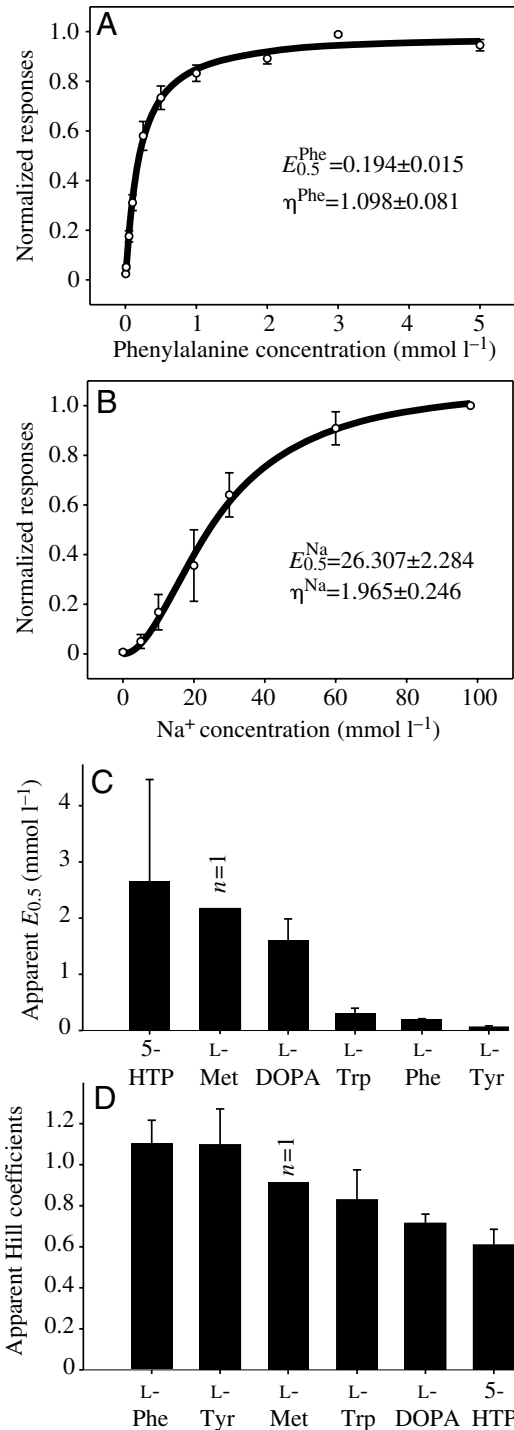 A
Normalized responses
1.0
0.8
0.6
0.4
0.2
0
E0.5^Phe=0.194±0.015
η^Phe=1.098±0.081
0 1 2 3 4 5
Phenylalanine concentration (mmol l⁻¹)
B
Normalized responses
1.0
0.8
0.6
0.4
0.2
0
E0.5^Na=26.307±2.284
η^Na=1.965±0.246
0 20 40 60 80 100
Na⁺ concentration (mmol l⁻¹)
C
Apparent E0.5 (mmol l⁻¹)
4
3
2
1
0
n=1
5- L- L- L- L- L-
HTP Met DOPA Trp Phe Tyr
D
Apparent Hill coefficients
1.2
1.0
0.8
0.6
0.4
0.2
0
n=1
L- L- L- L- L- 5-
Phe Tyr Met Trp DOPA HTP